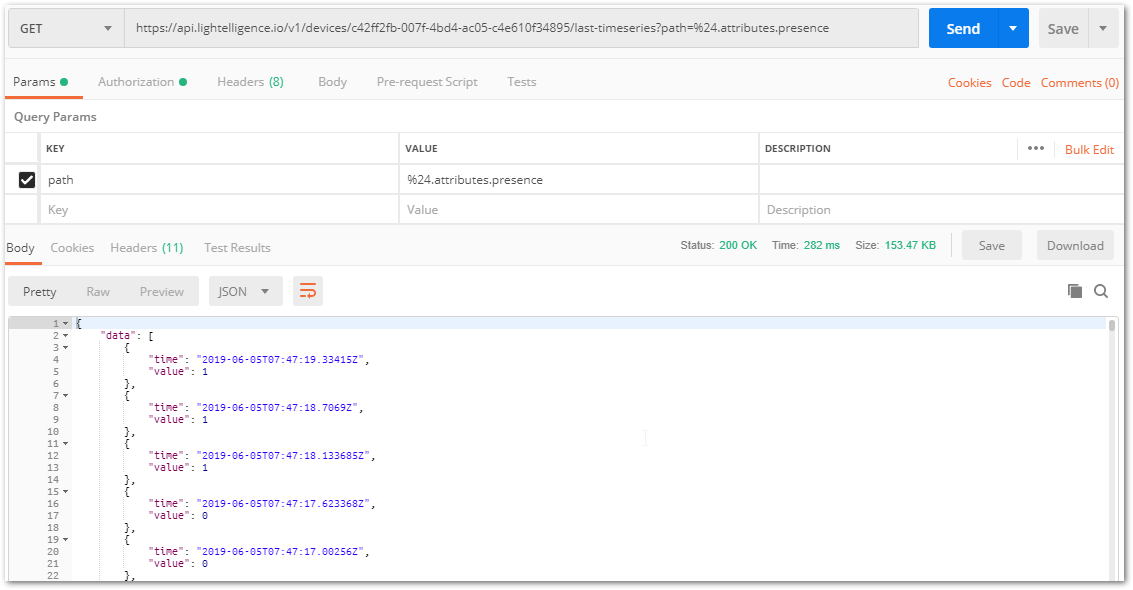 GET https://api.lightelligence.io/v1/devices/c42ff2fb-007f-4bd4-ac05-c4e610f34895/last-timeseries?path=%24.attributes.presence Send Save
Params Authorization Headers (8) Body Pre-request Script Tests Cookies Code Comments (0)
Query Params
KEY VALUE DESCRIPTION ••• Bulk Edit
path %24.attributes.presence
Key Value Description
Body Cookies Headers (11) Test Results Status: 200 OK Time: 282 ms Size: 153.47 KB Save Download
Pretty Raw Preview JSON
1 {
2 "data": [
3 {
4 "time": "2019-06-05T07:47:19.33415Z",
5 "value": 1
6 },
7 {
8 "time": "2019-06-05T07:47:18.7069Z",
9 "value": 1
10 },
11 {
12 "time": "2019-06-05T07:47:18.133685Z",
13 "value": 1
14 },
15 {
16 "time": "2019-06-05T07:47:17.623368Z",
17 "value": 0
18 },
19 {
20 "time": "2019-06-05T07:47:17.00256Z",
21 "value": 0
22 },